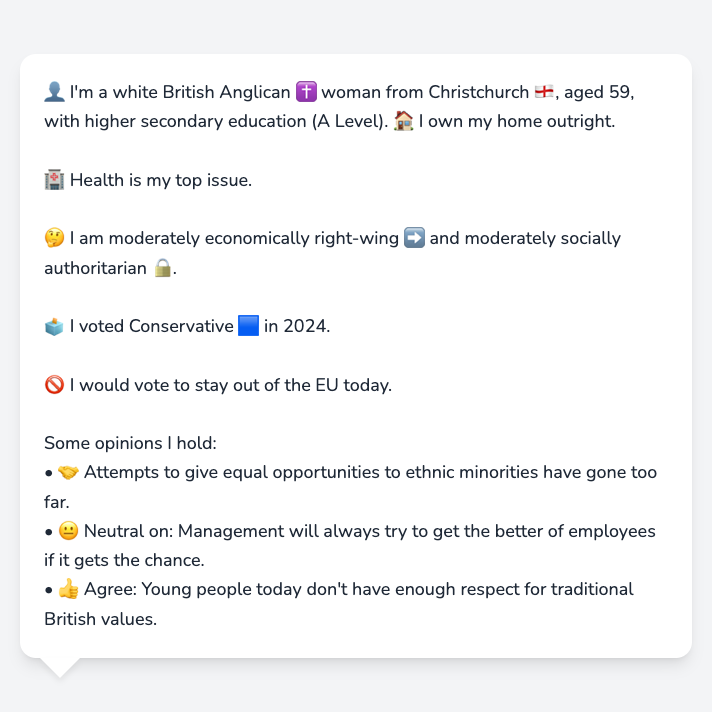 👤 I'm a white British Anglican ✝️ woman from Christchurch 🏴󠁧󠁢󠁥󠁮󠁧󠁿, aged 59,
with higher secondary education (A Level). 🏠 I own my home outright.
🏥 Health is my top issue.
🤔 I am moderately economically right-wing ➡️ and moderately socially
authoritarian 🔒.
🗳️ I voted Conservative 🟦 in 2024.
🚫 I would vote to stay out of the EU today.
Some opinions I hold:
• 🤝 Attempts to give equal opportunities to ethnic minorities have gone too
far.
• 😐 Neutral on: Management will always try to get the better of employees
if it gets the chance.
• 👍 Agree: Young people today don't have enough respect for traditional
British values.